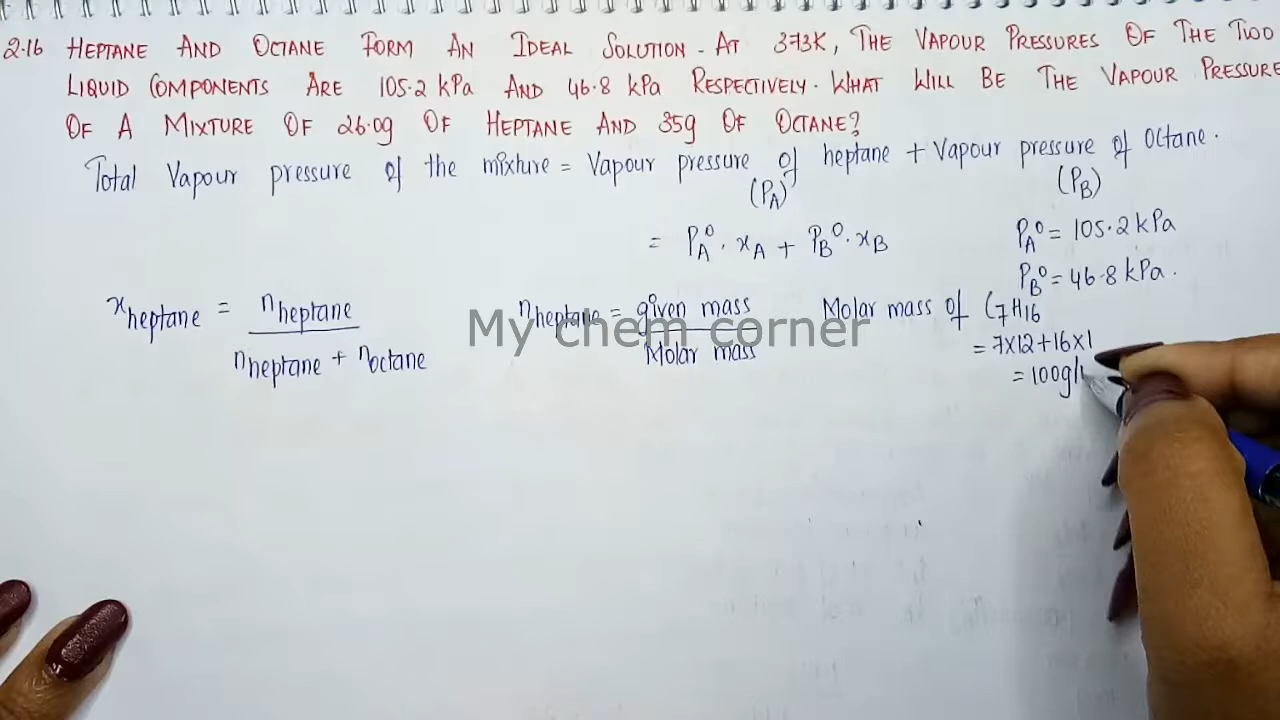 2.16 HEPTANE AND OCTANE FORM AN IDEAL SOLUTION. AT 373K, THE VAPOUR PRESSURES OF THE TWO
LIQUID COMPONENTS ARE 105.2 kPa AND 46.8 kPa RESPECTIVELY. WHAT WILL BE THE VAPOUR PRESSURE
OF A MIXTURE OF 26.0g OF HEPTANE AND 35g OF OCTANE?
Total Vapour pressure of the mixture = Vapour pressure of heptane + Vapour pressure of Octane.
(PA) (PB)
= PA⁰ . xA + PB⁰ . xB
PA⁰ = 105.2 kPa
PB⁰ = 46.8 kPa.
xheptane = nheptane
nheptane + noctane
nheptane = given mass
Molar mass
Molar mass of C7H16
= 7x12+16x1
= 100g/
My chem corner